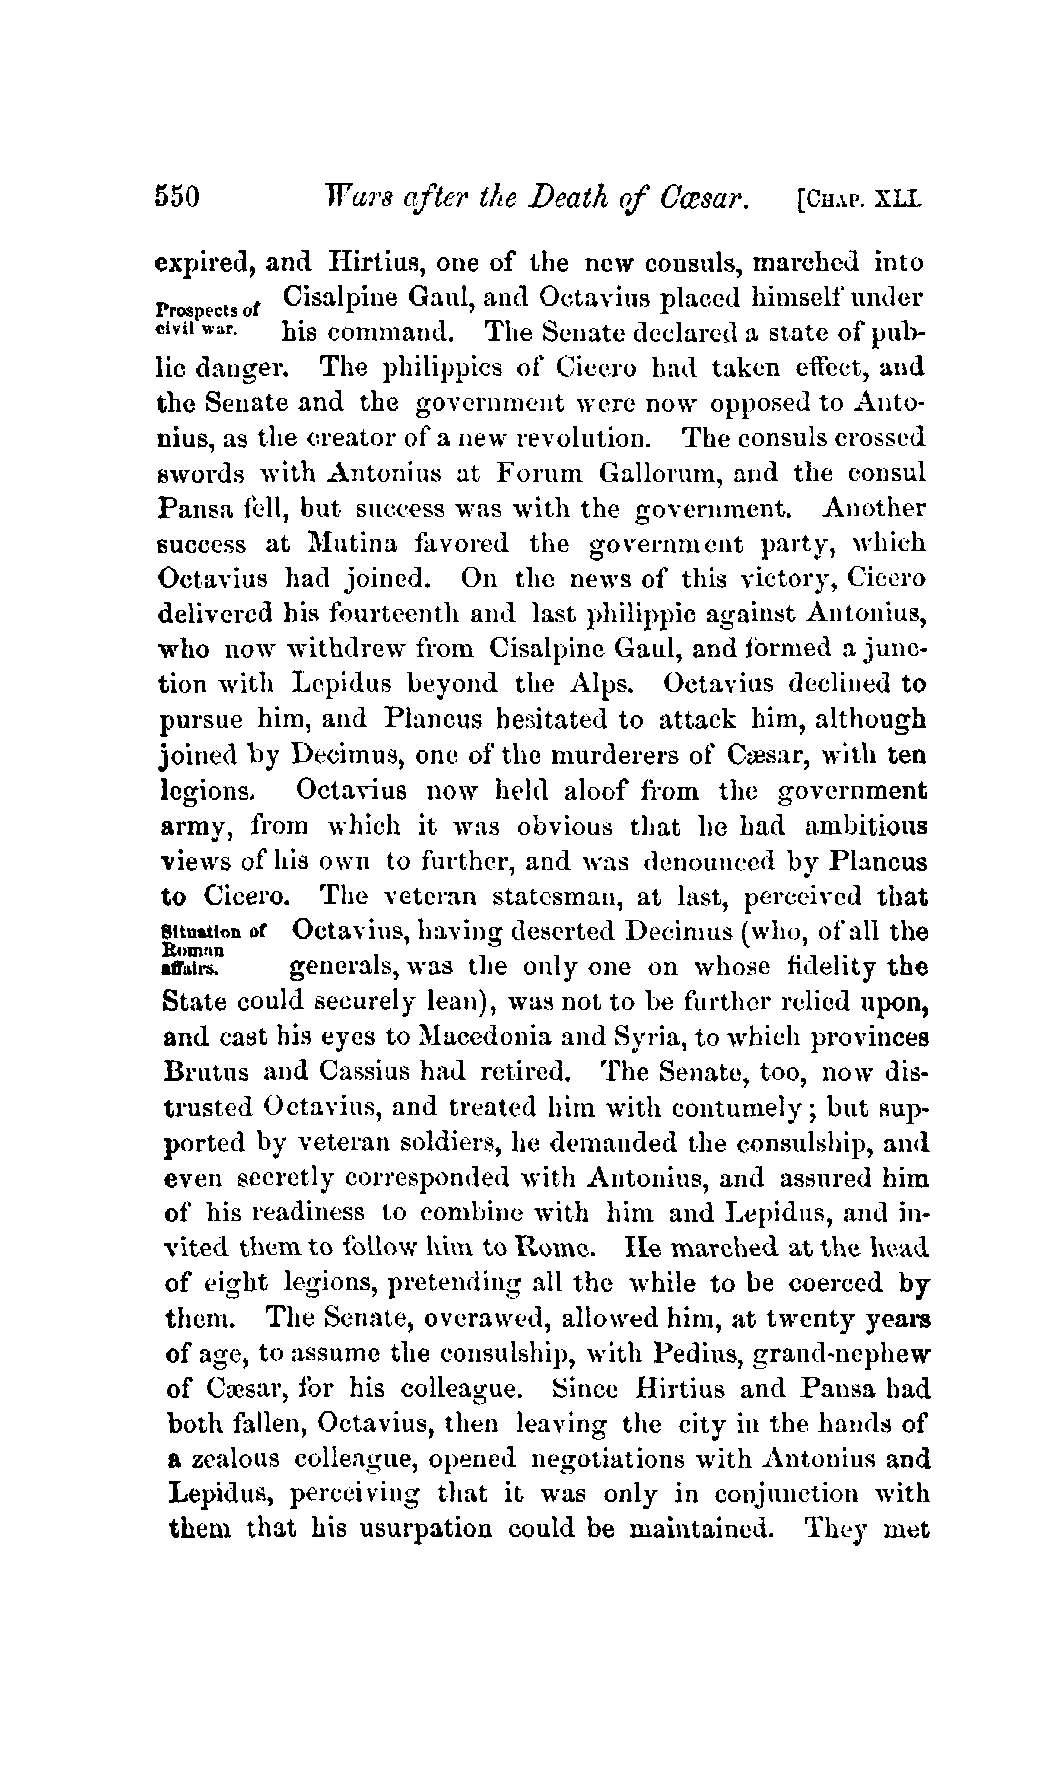 550 Wars after the Death of Cæsar. [CHAP. XLI.
expired, and Hirtius, one of the new consuls, marched into
Prospects of
civil war.
Cisalpine Gaul, and Octavius placed himself under
his command. The Senate declared a state of pub-
lic danger. The philippics of Cicero had taken effect, and
the Senate and the government were now opposed to Anto-
nius, as the creator of a new revolution. The consuls crossed
swords with Antonius at Forum Gallorum, and the consul
Pansa fell, but success was with the government. Another
success at Mutina favored the government party, which
Octavius had joined. On the news of this victory, Cicero
delivered his fourteenth and last philippic against Antonius,
who now withdrew from Cisalpine Gaul, and formed a junc-
tion with Lepidus beyond the Alps. Octavius declined to
pursue him, and Plancus hesitated to attack him, although
joined by Decimus, one of the murderers of Cæsar, with ten
legions. Octavius now held aloof from the government
army, from which it was obvious that he had ambitious
views of his own to further, and was denounced by Plancus
to Cicero. The veteran statesman, at last, perceived that
Situation of
Roman
affairs.
Octavius, having deserted Decimus (who, of all the
generals, was the only one on whose fidelity the
State could securely lean), was not to be further relied upon,
and cast his eyes to Macedonia and Syria, to which provinces
Brutus and Cassius had retired. The Senate, too, now dis-
trusted Octavius, and treated him with contumely; but sup-
ported by veteran soldiers, he demanded the consulship, and
even secretly corresponded with Antonius, and assured him
of his readiness to combine with him and Lepidus, and in-
vited them to follow him to Rome. He marched at the head
of eight legions, pretending all the while to be coerced by
them. The Senate, overawed, allowed him, at twenty years
of age, to assume the consulship, with Pedius, grand-nephew
of Cæsar, for his colleague. Since Hirtius and Pansa had
both fallen, Octavius, then leaving the city in the hands of
a zealous colleague, opened negotiations with Antonius and
Lepidus, perceiving that it was only in conjunction with
them that his usurpation could be maintained. They met